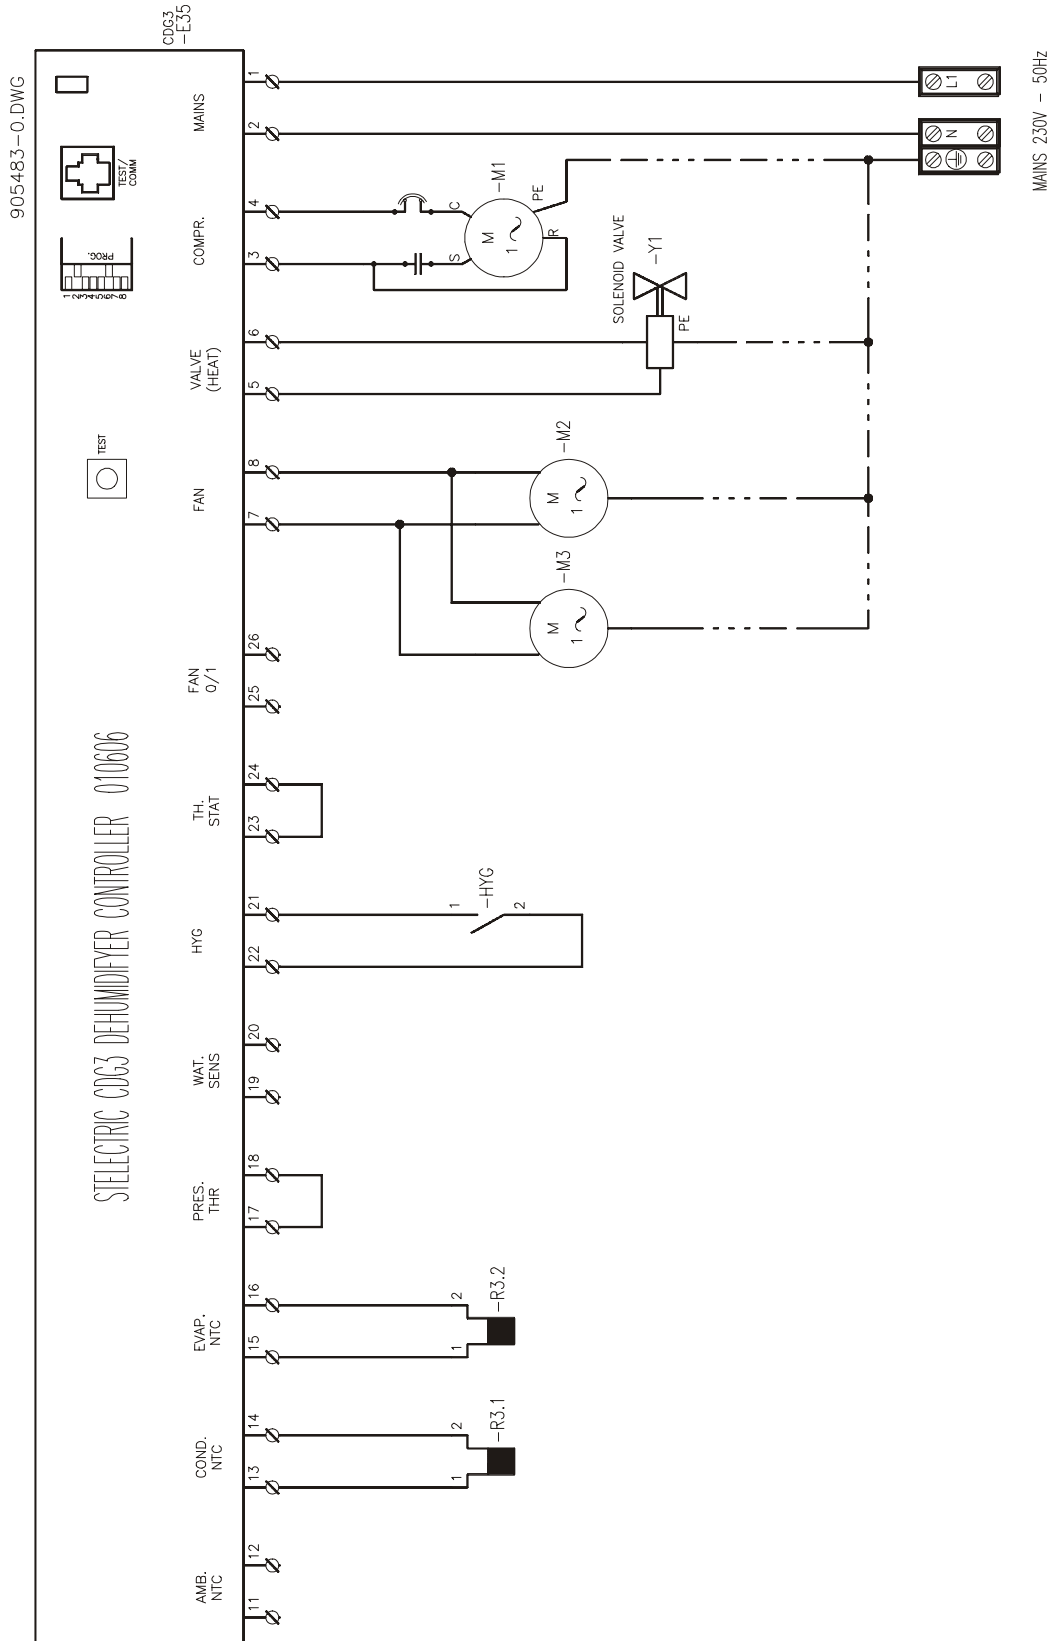 905483-0.DWG
CDG3
-E35
MAINS 230V - 50Hz
L1
N
MAINS
1
2
TEST/
COMM
COMPR.
4
3
C
S
R
M
1
-M1
PE
PROG.
1
2
3
4
5
6
7
8
VALVE
(HEAT)
6
5
SOLENOID VALVE
-Y1
PE
TEST
FAN
8
7
M
1
-M2
M
1
-M3
FAN
0/1
26
25
STELECTRIC CDG3 DEHUMIDIFYER CONTROLLER 010606
TH.
STAT
24
23
HYG
21
22
1
-HYG
2
WAT.
SENS
20
19
PRES.
THR
18
17
EVAP.
NTC
16
15
2
1
-R3.2
COND.
NTC
14
13
2
1
-R3.1
AMB.
NTC
12
11